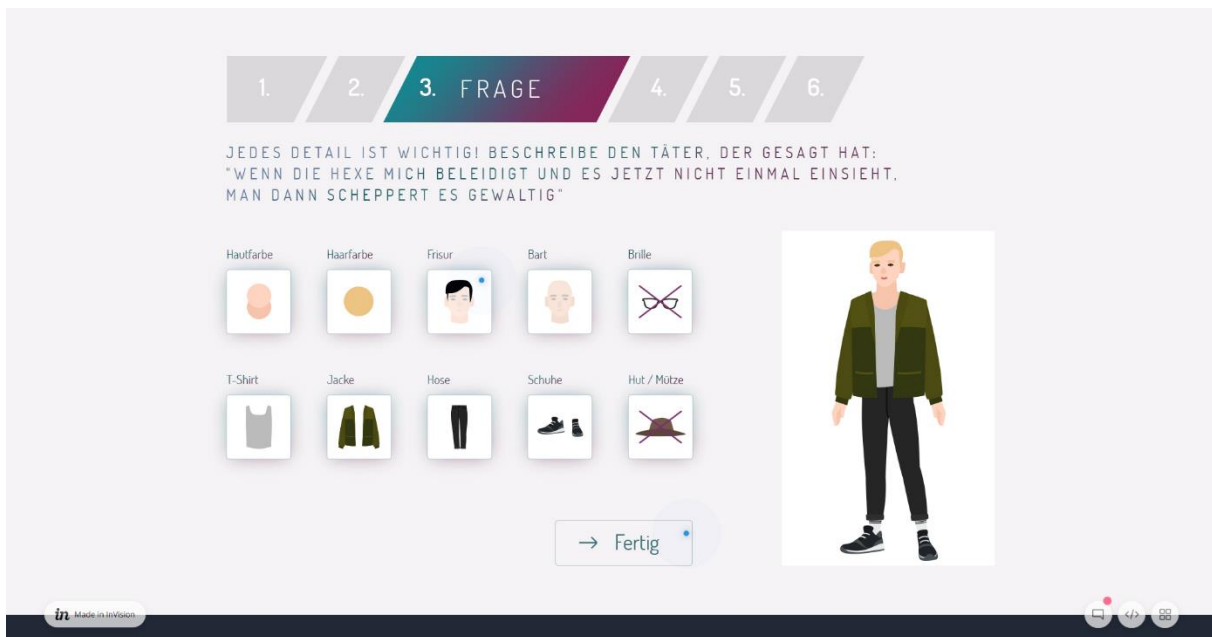 1.
2.
3. FRAGE
4.
5.
6.
JEDES DETAIL IST WICHTIG! BESCHREIBE DEN TÄTER, DER GESAGT HAT:
"WENN DIE HEXE MICH BELEIDIGT UND ES JETZT NICHT EINMAL EINSIEHT,
MAN DANN SCHEPPERT ES GEWALTIG"
Hautfarbe
Haarfarbe
Frisur
Bart
Brille
T-Shirt
Jacke
Hose
Schuhe
Hut / Mütze
→ Fertig
in Made in InVision